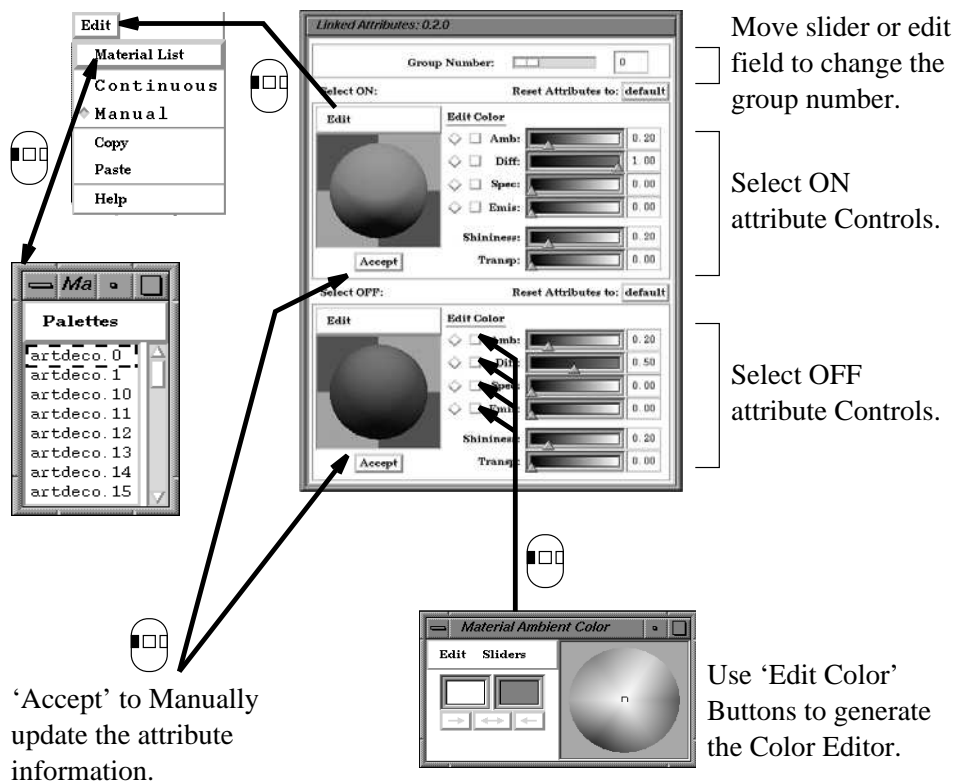 Edit
Material List
Continuous
Manual
Copy
Paste
Help
Ma
Palettes
artdeco.0
artdeco.1
artdeco.10
artdeco.11
artdeco.12
artdeco.13
artdeco.14
artdeco.15
Linked Attributes: 0.2.0
Group Number: 0
Select ON: Reset Attributes to: default
Edit
Edit Color
Amb: 0.20
Diff: 1.00
Spec: 0.00
Emis: 0.00
Shininess: 0.20
Transp: 0.00
Accept
Select OFF: Reset Attributes to: default
Edit
Edit Color
Amb: 0.20
Diff: 0.50
Spec: 0.00
Emis: 0.00
Shininess: 0.20
Transp: 0.00
Accept
Move slider or edit
field to change the
group number.
Select ON
attribute Controls.
Select OFF
attribute Controls.
‘Accept’ to Manually
update the attribute
information.
Material Ambient Color
Edit Sliders
Use ‘Edit Color’
Buttons to generate
the Color Editor.